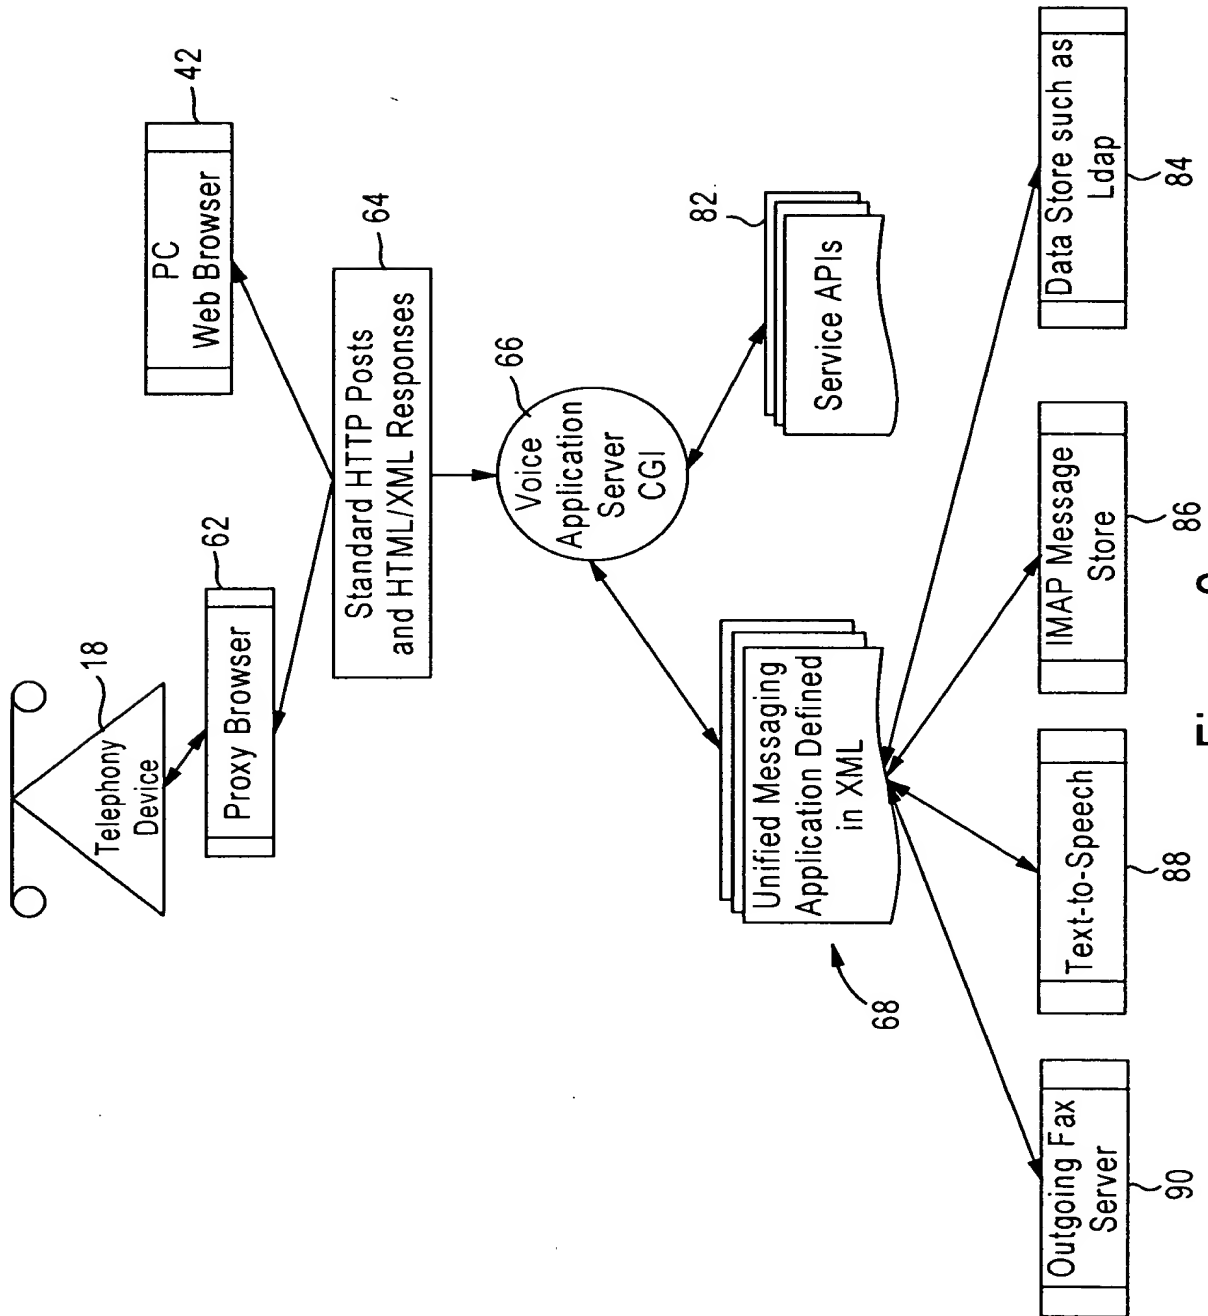 Telephony
Device
18
Proxy Browser
62
PC
Web Browser
42
Standard HTTP Posts
and HTML/XML Responses
64
Voice
Application
Server
CGI
66
Unified Messaging
Application Defined
in XML
68
Service APIs
82
Outgoing Fax
Server
90
Text-to-Speech
88
IMAP Message
Store
86
Data Store such as
Ldap
84